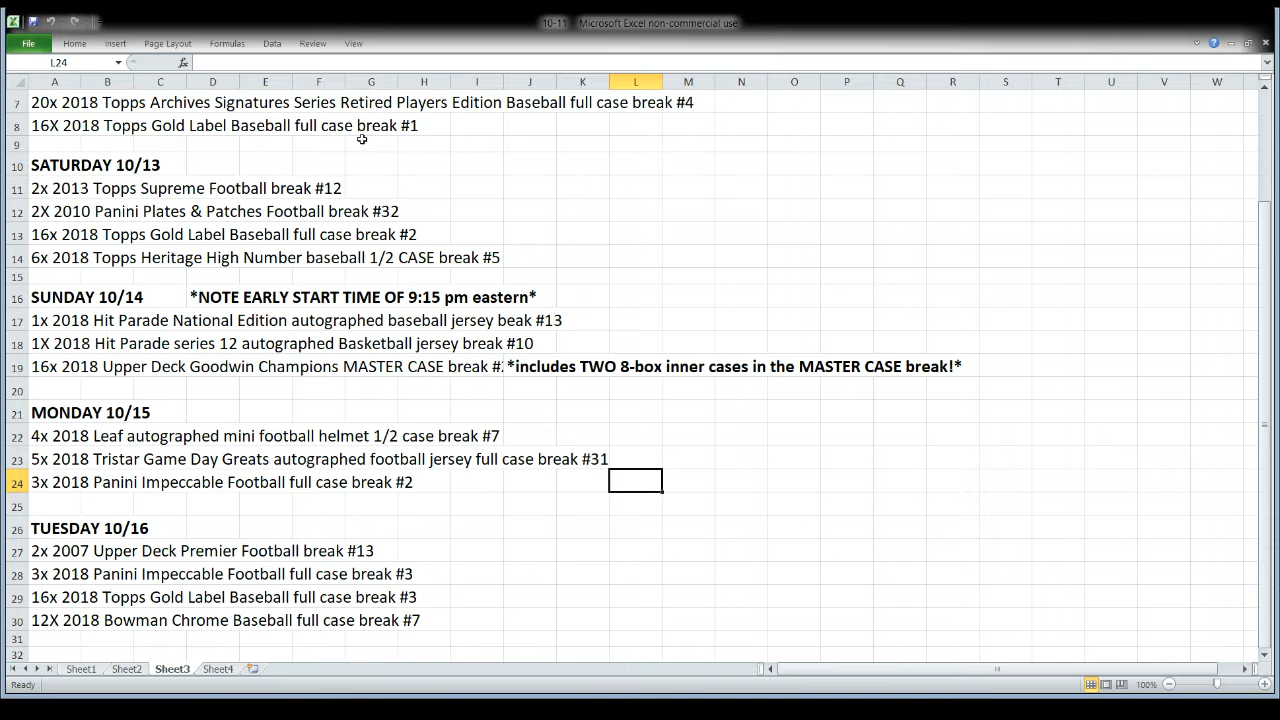 10-11 - Microsoft Excel non-commercial use
File Home Insert Page Layout Formulas Data Review View
L24 fx
A B C D E F G H I J K L M N O P Q R S T U V W
7 20x 2018 Topps Archives Signatures Series Retired Players Edition Baseball full case break #4
8 16X 2018 Topps Gold Label Baseball full case break #1
9
10 SATURDAY 10/13
11 2x 2013 Topps Supreme Football break #12
12 2X 2010 Panini Plates & Patches Football break #32
13 16x 2018 Topps Gold Label Baseball full case break #2
14 6x 2018 Topps Heritage High Number baseball 1/2 CASE break #5
15
16 SUNDAY 10/14 *NOTE EARLY START TIME OF 9:15 pm eastern*
17 1x 2018 Hit Parade National Edition autographed baseball jersey beak #13
18 1X 2018 Hit Parade series 12 autographed Basketball jersey break #10
19 16x 2018 Upper Deck Goodwin Champions MASTER CASE break *includes TWO 8-box inner cases in the MASTER CASE break!*
20
21 MONDAY 10/15
22 4x 2018 Leaf autographed mini football helmet 1/2 case break #7
23 5x 2018 Tristar Game Day Greats autographed football jersey full case break #31
24 3x 2018 Panini Impeccable Football full case break #2
25
26 TUESDAY 10/16
27 2x 2007 Upper Deck Premier Football break #13
28 3x 2018 Panini Impeccable Football full case break #3
29 16x 2018 Topps Gold Label Baseball full case break #3
30 12X 2018 Bowman Chrome Baseball full case break #7
31
32
Sheet1 Sheet2 Sheet3 Sheet4
Ready 100%